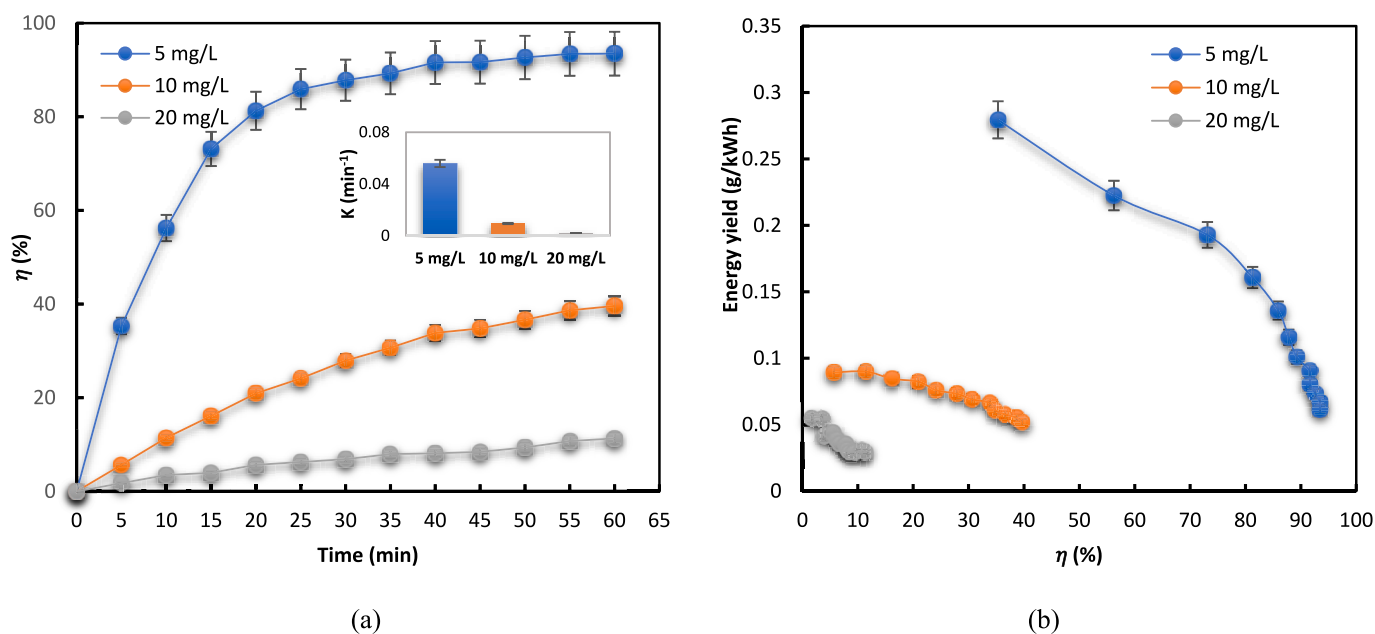 100
80
60
40
20
0
η (%)
5 mg/L
10 mg/L
20 mg/L
0.08
0.04
0
K (min⁻¹)
5 mg/L 10 mg/L 20 mg/L
0 5 10 15 20 25 30 35 40 45 50 55 60 65
Time (min)
(a)
0.35
0.3
0.25
0.2
0.15
0.1
0.05
0
Energy yield (g/kWh)
5 mg/L
10 mg/L
20 mg/L
0 10 20 30 40 50 60 70 80 90 100
η (%)
(b)